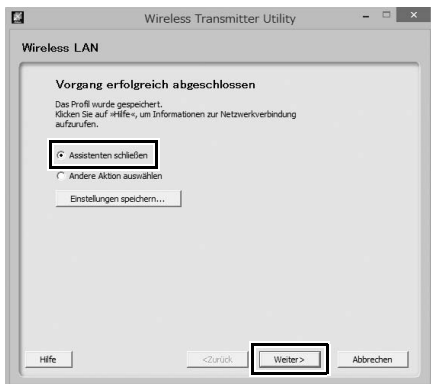 Wireless Transmitter Utility
Wireless LAN
Vorgang erfolgreich abgeschlossen
Das Profil wurde gespeichert.
Klicken Sie auf »Hilfe«, um Informationen zur Netzwerkverbindung
aufzurufen.
Assistenten schließen
Andere Aktion auswählen
Einstellungen speichern...
Hilfe <Zurück Weiter> Abbrechen